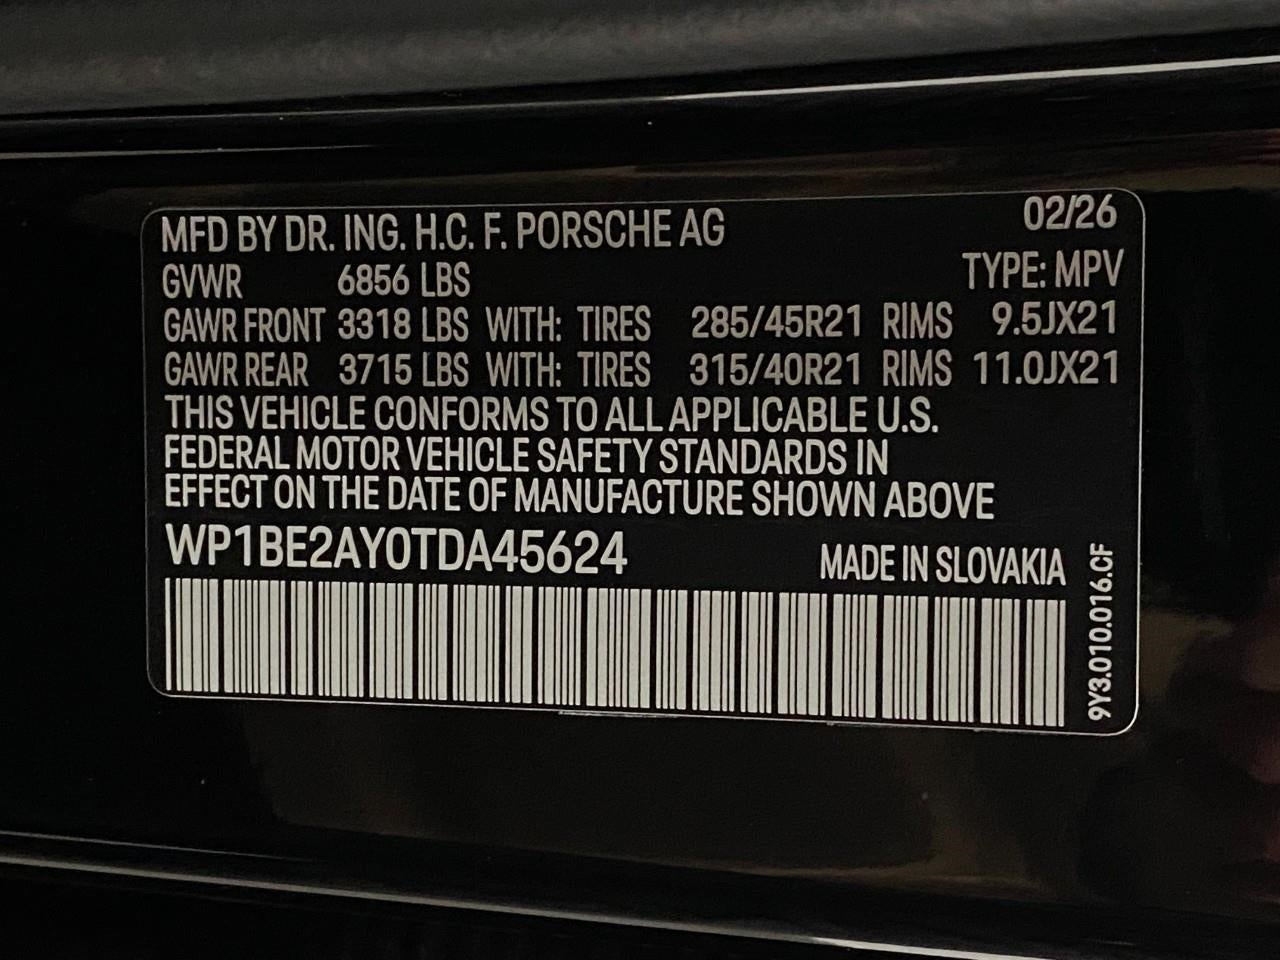 MFD BY DR. ING. H.C. F. PORSCHE AG 02/26
GVWR 6856 LBS TYPE: MPV
GAWR FRONT 3318 LBS WITH: TIRES 285/45R21 RIMS 9.5JX21
GAWR REAR 3715 LBS WITH: TIRES 315/40R21 RIMS 11.0JX21
THIS VEHICLE CONFORMS TO ALL APPLICABLE U.S.
FEDERAL MOTOR VEHICLE SAFETY STANDARDS IN
EFFECT ON THE DATE OF MANUFACTURE SHOWN ABOVE
WP1BE2AY0TDA45624 MADE IN SLOVAKIA
9Y3.010.016.CF